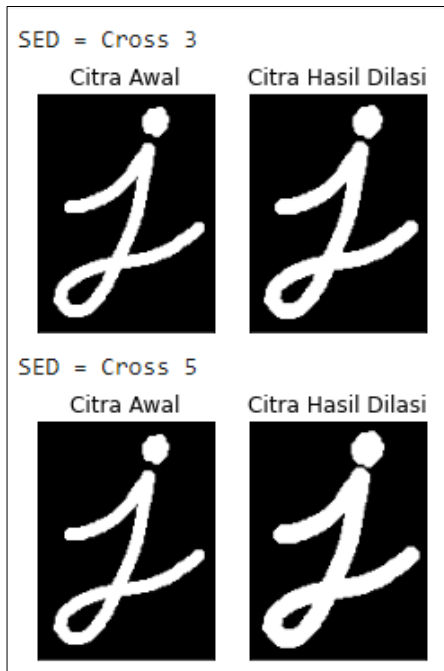 SED = Cross 3
Citra Awal Citra Hasil Dilasi
j j
SED = Cross 5
Citra Awal Citra Hasil Dilasi
j j